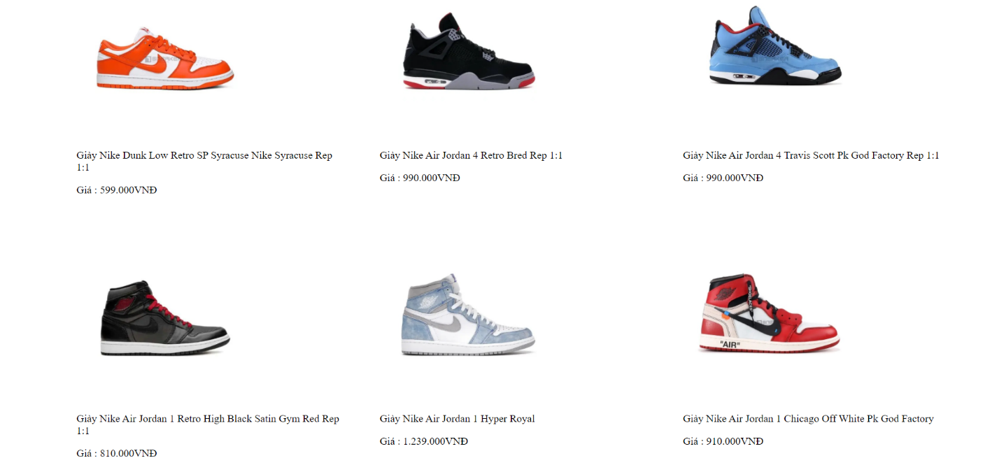 Giày Nike Dunk Low Retro SP Syracuse Nike Syracuse Rep
1:1
Giá : 599.000VNĐ
Giày Nike Air Jordan 4 Retro Bred Rep 1:1
Giá : 990.000VNĐ
Giày Nike Air Jordan 4 Travis Scott Pk God Factory Rep 1:1
Giá : 990.000VNĐ
"AIR"
Giày Nike Air Jordan 1 Retro High Black Satin Gym Red Rep
1:1
Giá : 810.000VNĐ
Giày Nike Air Jordan 1 Hyper Royal
Giá : 1.239.000VNĐ
Giày Nike Air Jordan 1 Chicago Off White Pk God Factory
Giá : 910.000VNĐ